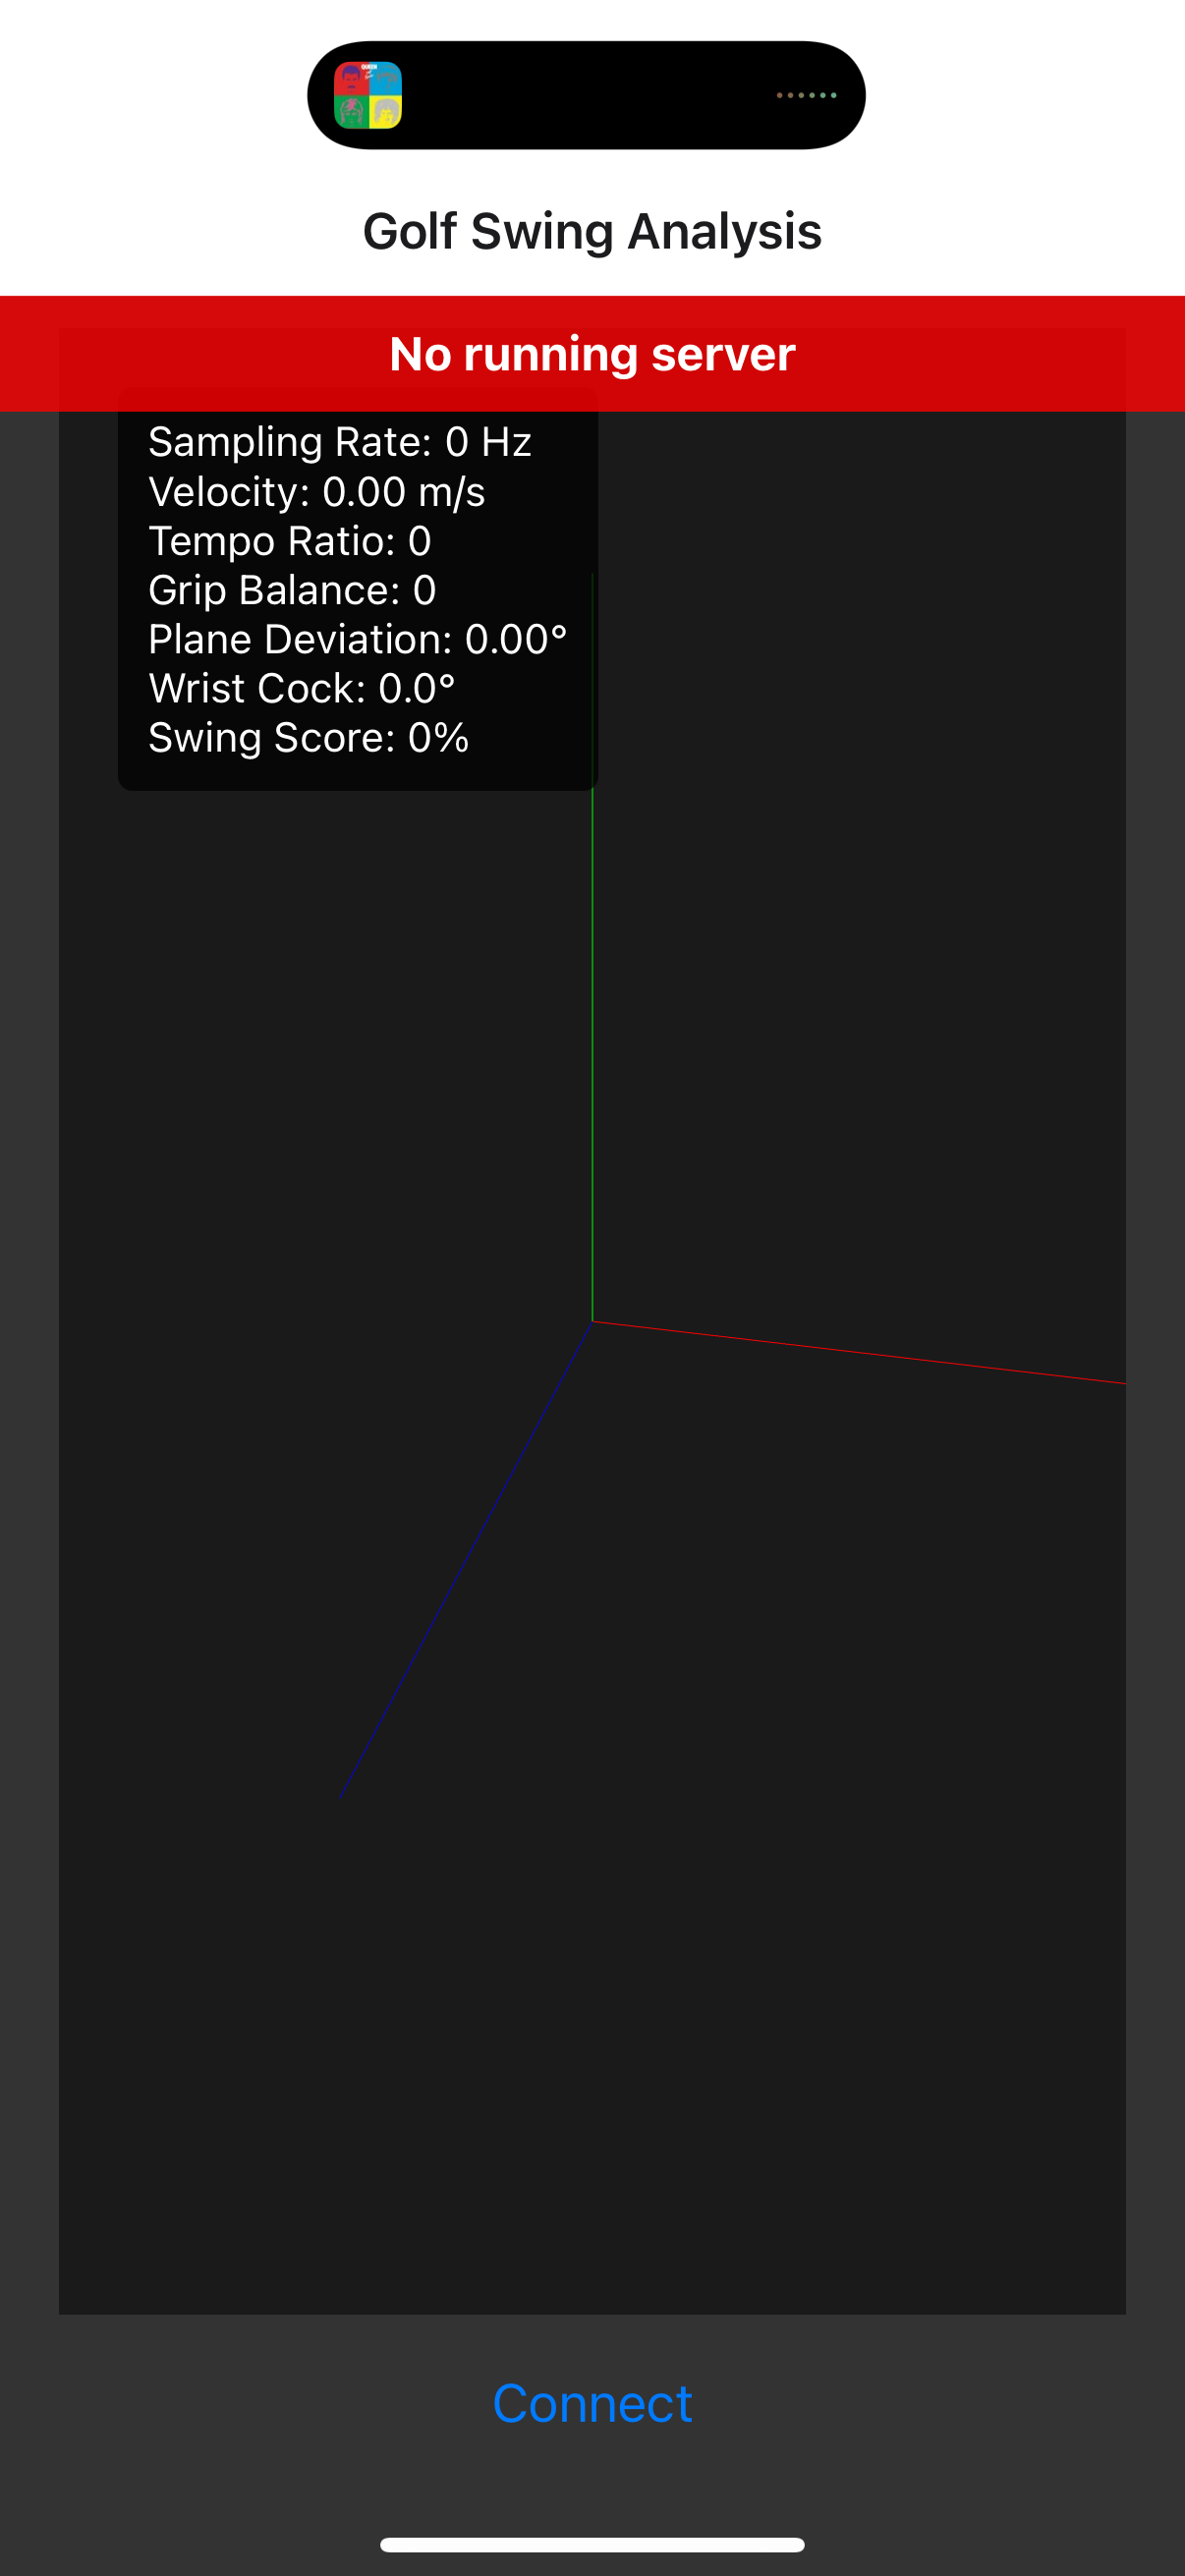 Golf Swing Analysis
No running server
Sampling Rate: 0 Hz
Velocity: 0.00 m/s
Tempo Ratio: 0
Grip Balance: 0
Plane Deviation: 0.00°
Wrist Cock: 0.0°
Swing Score: 0%
Connect